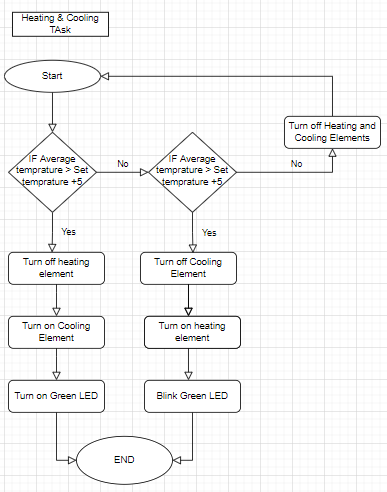 Heating & Cooling
TAsk
Start
Turn off Heating and
Cooling Elements
IF Average
temprature > Set
temprature +5
No
IF Average
temprature > Set
temprature +5
No
Yes
Yes
Turn off heating
element
Turn off Cooling
Element
Turn on Cooling
Element
Turn on heating
element
Turn on Green LED
Blink Green LED
END